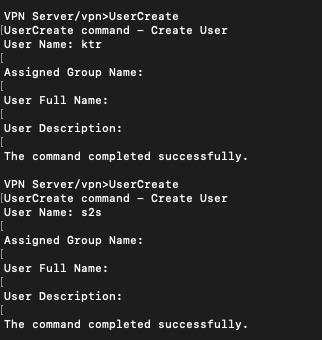 VPN Server/vpn>UserCreate
[UserCreate command - Create User
User Name: ktr
[
Assigned Group Name:
[
User Full Name:
[
User Description:
[
The command completed successfully.
VPN Server/vpn>UserCreate
[UserCreate command - Create User
User Name: s2s
[
Assigned Group Name:
[
User Full Name:
[
User Description:
[
The command completed successfully.